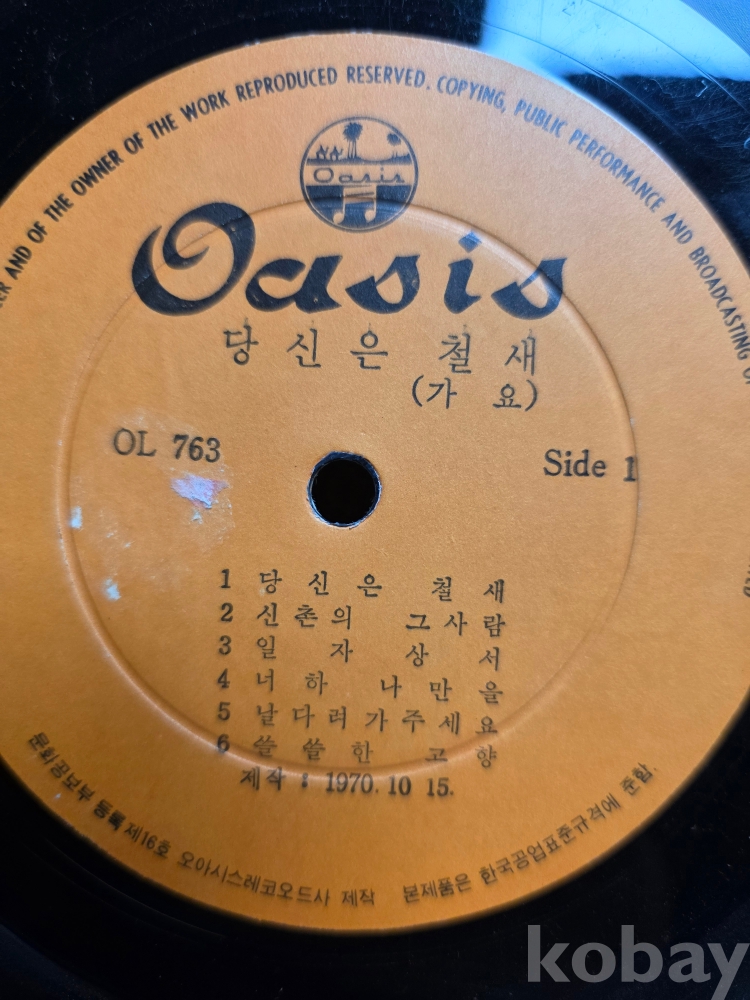 ER AND OF THE OWNER OF THE WORK REPRODUCED RESERVED. COPYING, PUBLIC PERFORMANCE AND BROADCASTING
Oasis
Oasis
당신은 철새
(가요)
OL 763
Side 1
1 당신은 철새
2 신촌의 그사람
3 일자상서
4 너하나만을
5 날다려가주세요
6 쓸쓸한 고향
제작 : 1970. 10 15.
문화공보부 등록 제16호 오아시스레코오드사 제작 본제품은 한국공업표준규격에 준함.
kobay